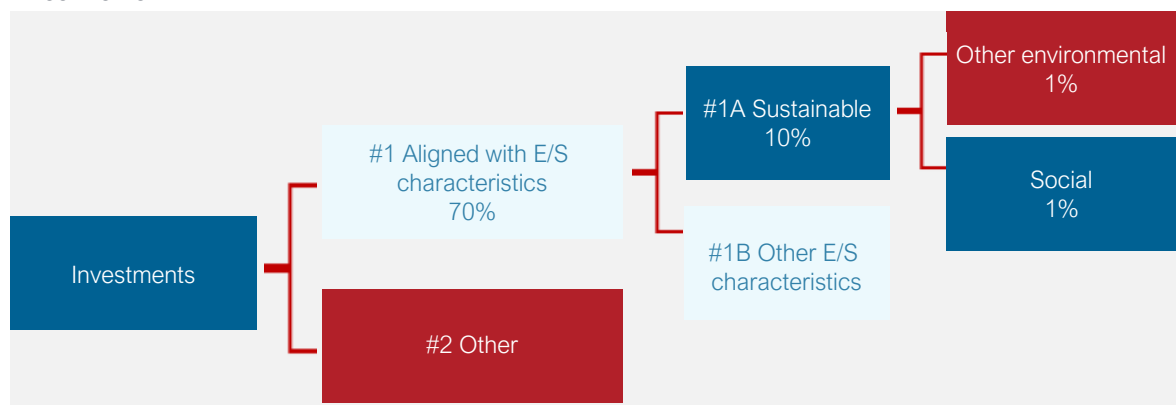 Investments
#1 Aligned with E/S
characteristics
70%
#2 Other
#1A Sustainable
10%
#1B Other E/S
characteristics
Other environmental
1%
Social
1%